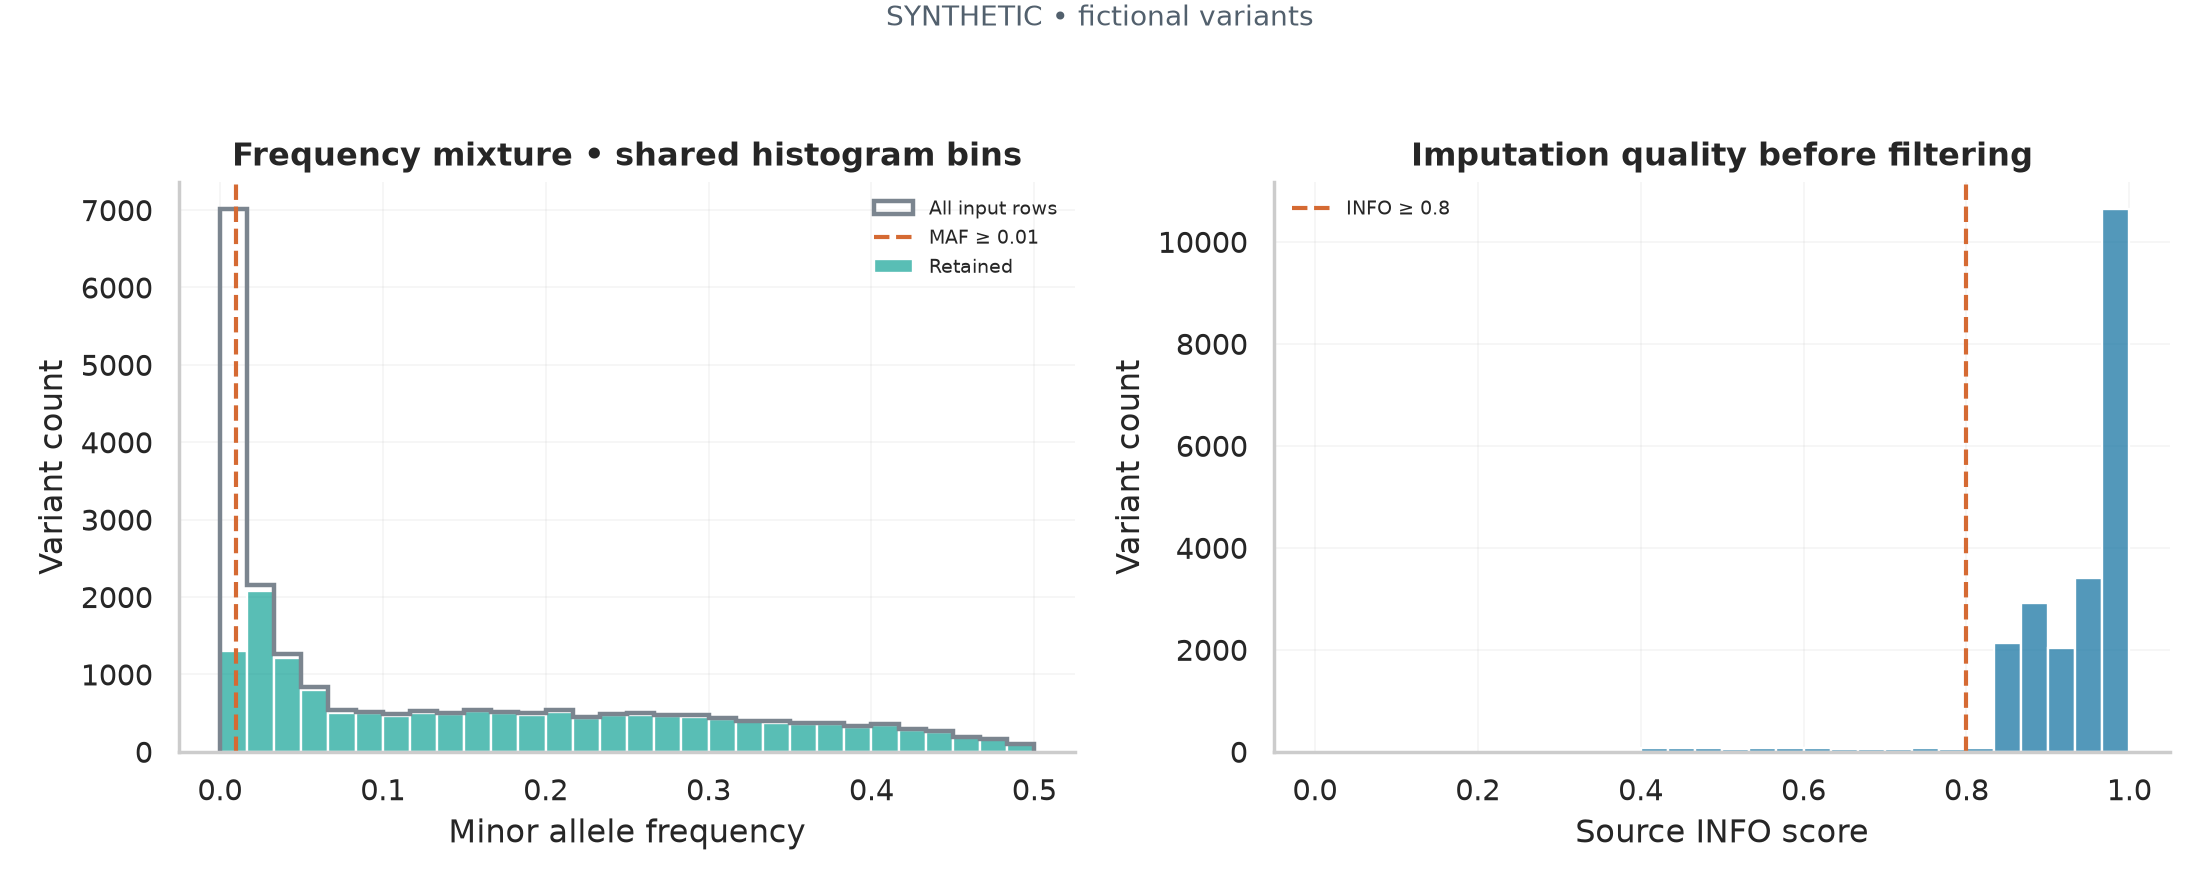 SYNTHETIC • fictional variants
Frequency mixture • shared histogram bins
Variant count
7000
6000
5000
4000
3000
2000
1000
0
All input rows
MAF ≥ 0.01
Retained
0.0 0.1 0.2 0.3 0.4 0.5
Minor allele frequency
Imputation quality before filtering
Variant count
10000
8000
6000
4000
2000
0
INFO ≥ 0.8
0.0 0.2 0.4 0.6 0.8 1.0
Source INFO score